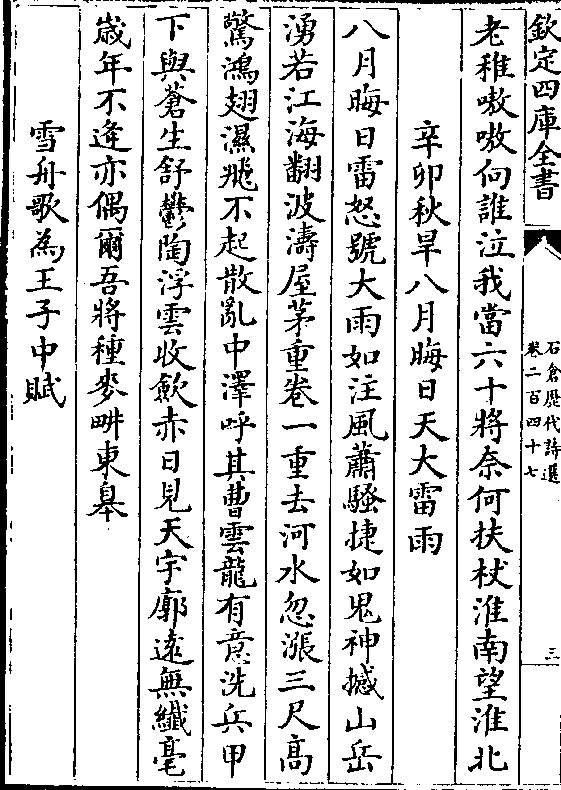 欽定四庫全書
石倉歷代詩選
卷二百四十七
三
老稚嗷嗷向誰泣我當六十將奈何扶杖淮南望淮北
辛卯秋旱八月晦日天大雷雨
八月晦日雷怒號大雨如注風蕭騷捷如鬼神撼山岳
湧若江海翻波濤屋茅重卷一重去河水忽漲三尺高
驚鴻翅濕飛不起散亂中澤呼其曹雲龍有意洗兵甲
下與蒼生舒鬱陶浮雲收歛赤日見天宇廓逺無纖毫
歲年不逄亦偶爾吾將種麥畊東皋
雪舟歌為王子中賦